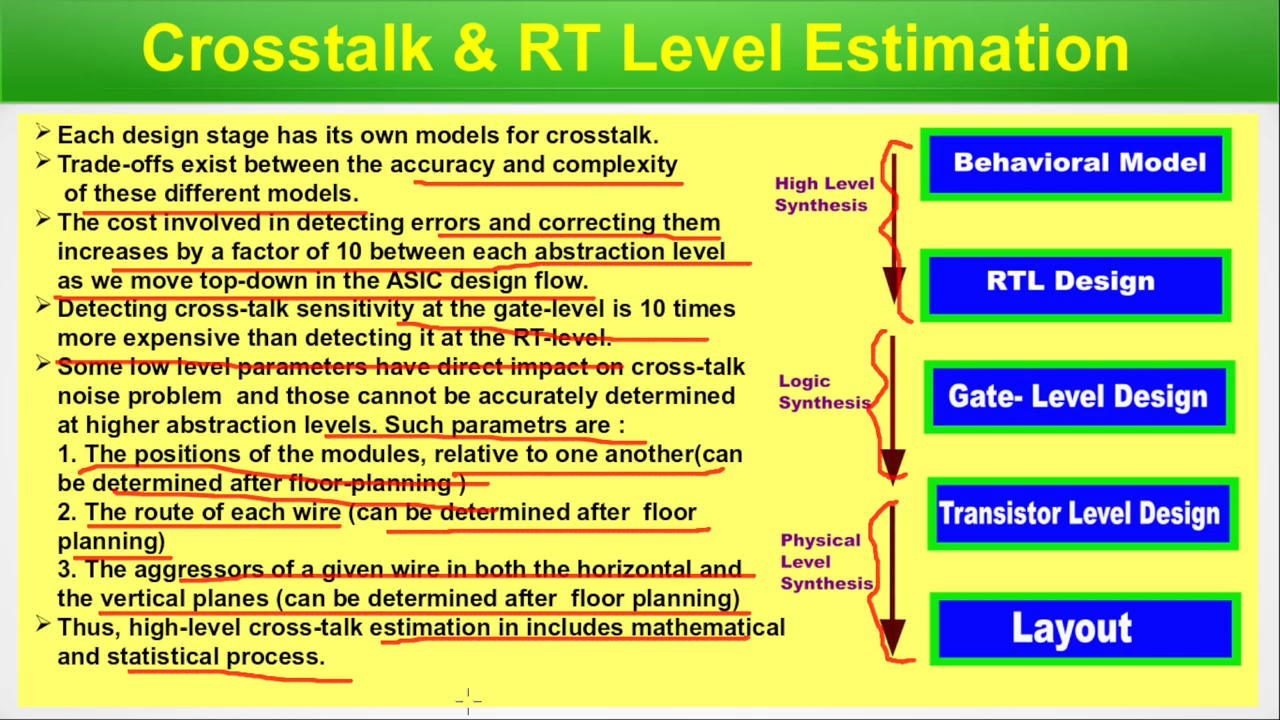 Crosstalk & RT Level Estimation
Each design stage has its own models for crosstalk.
Trade-offs exist between the accuracy and complexity
of these different models.
The cost involved in detecting errors and correcting them
increases by a factor of 10 between each abstraction level
as we move top-down in the ASIC design flow.
Detecting cross-talk sensitivity at the gate-level is 10 times
more expensive than detecting it at the RT-level.
Some low level parameters have direct impact on cross-talk
noise problem and those cannot be accurately determined
at higher abstraction levels. Such parametrs are :
1. The positions of the modules, relative to one another(can
be determined after floor-planning )
2. The route of each wire (can be determined after floor
planning)
3. The aggressors of a given wire in both the horizontal and
the vertical planes (can be determined after floor planning)
Thus, high-level cross-talk estimation in includes mathematical
and statistical process.
Behavioral Model
High Level
Synthesis
RTL Design
Logic
Synthesis
Gate- Level Design
Transistor Level Design
Physical
Level
Synthesis
Layout